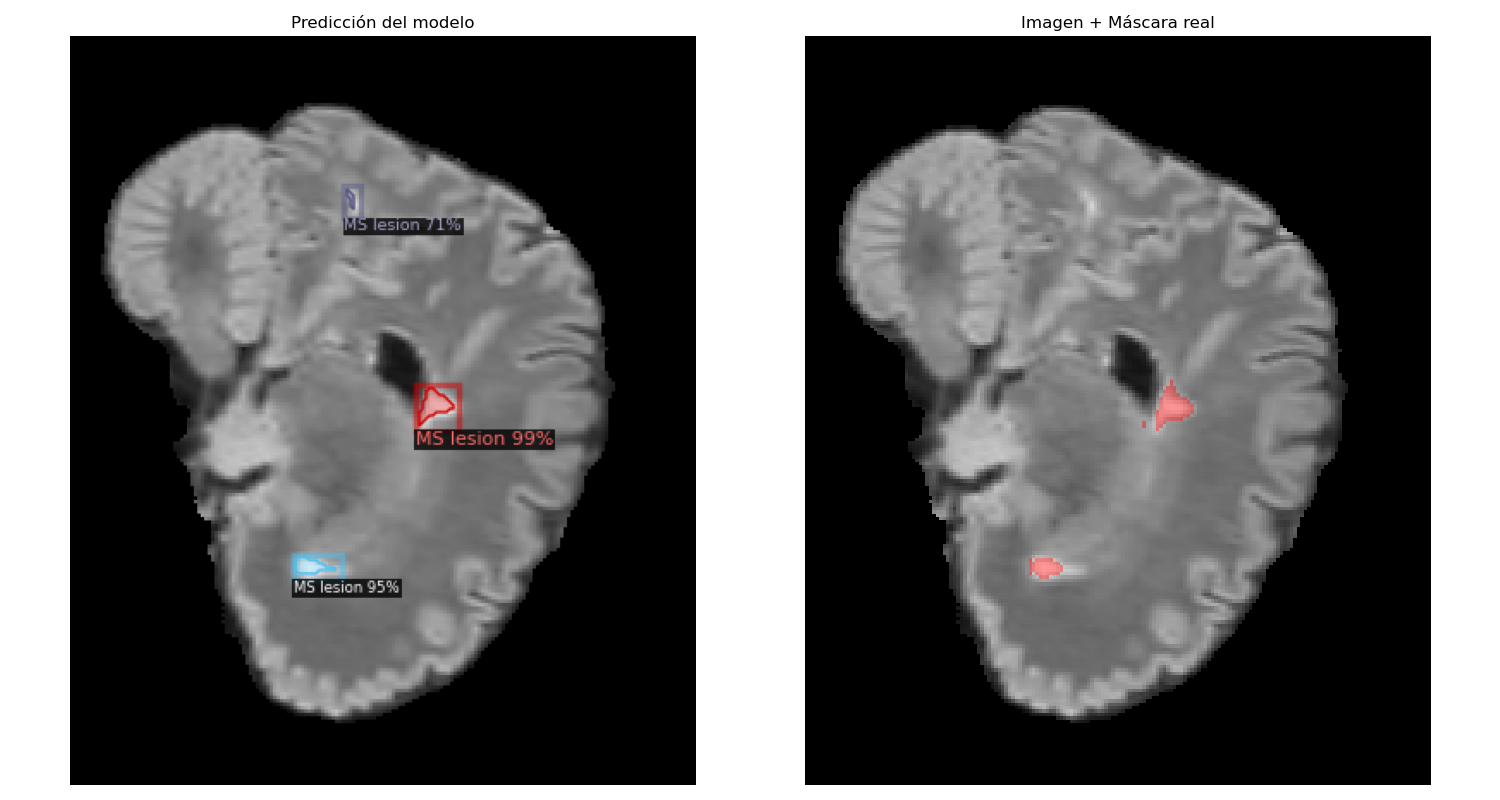 Predicción del modelo
Imagen + Máscara real
MS lesion 71%
MS lesion 99%
MS lesion 95%